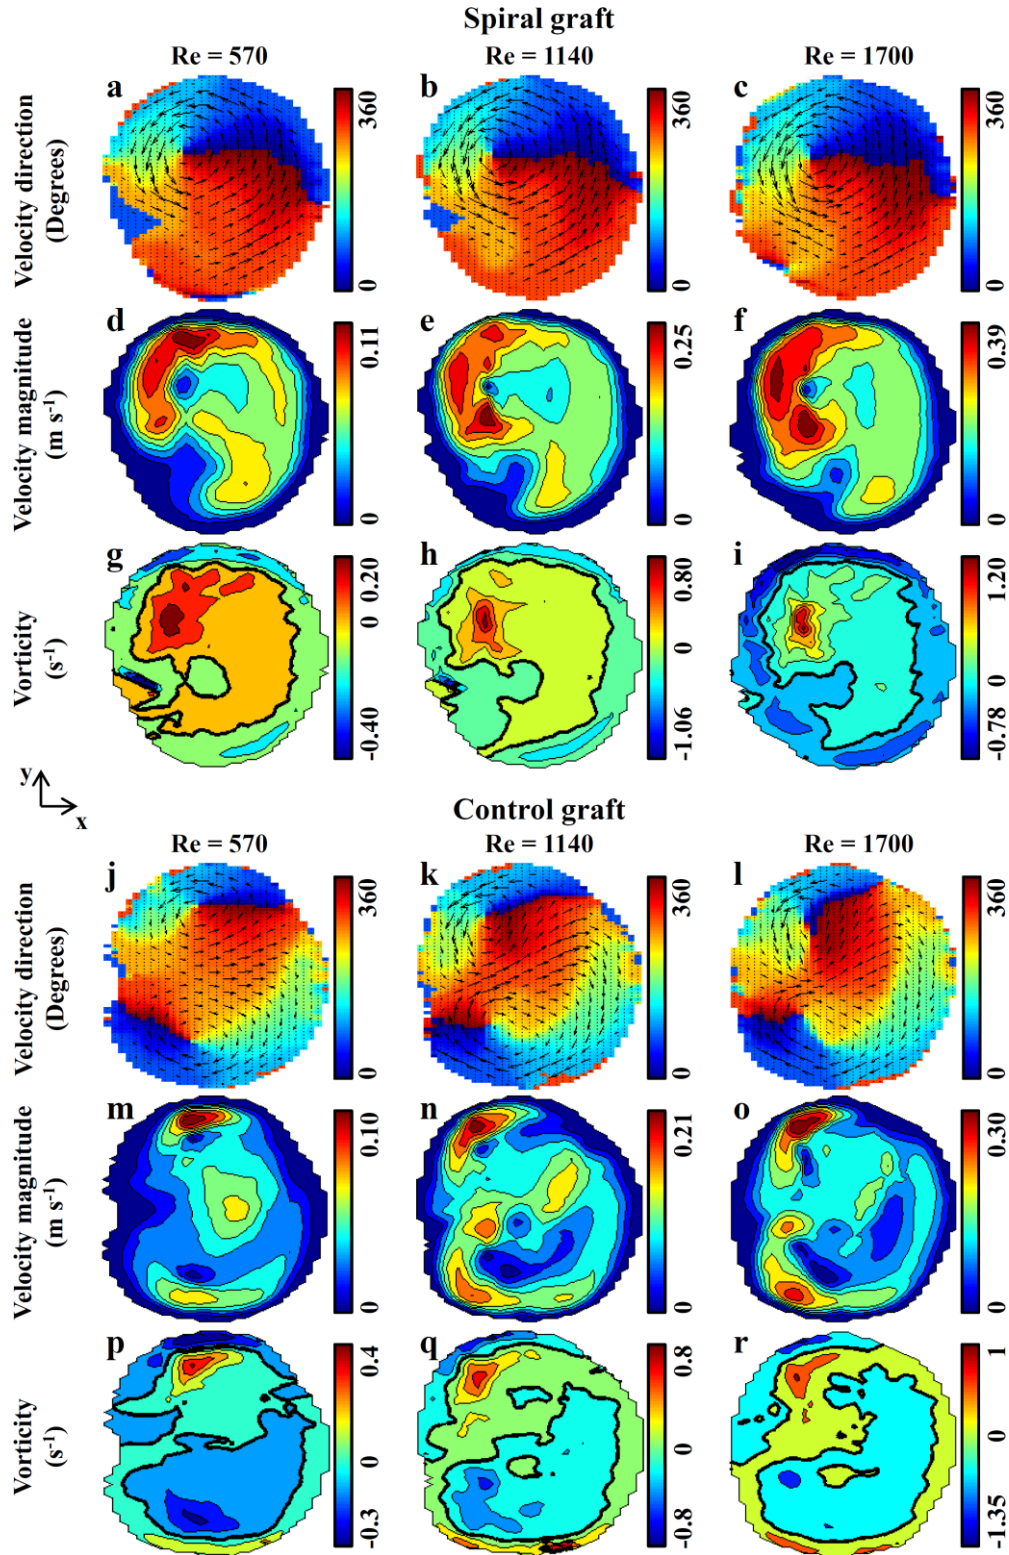 Spiral graft
Re = 570 Re = 1140 Re = 1700
Velocity direction
(Degrees)
a 360 0 b 360 0 c 360 0
Velocity magnitude
(m s⁻¹)
d 0.11 0 e 0.25 0 f 0.39 0
Vorticity
(s⁻¹)
g 0.20 0 -0.40 h 0.80 0 -1.06 i 1.20 0 -0.78
y
x
Control graft
Re = 570 Re = 1140 Re = 1700
Velocity direction
(Degrees)
j 360 0 k 360 0 l 360 0
Velocity magnitude
(m s⁻¹)
m 0.10 0 n 0.21 0 o 0.30 0
Vorticity
(s⁻¹)
p 0.4 0 -0.3 q 0.8 0 -0.8 r 1 0 -1.35